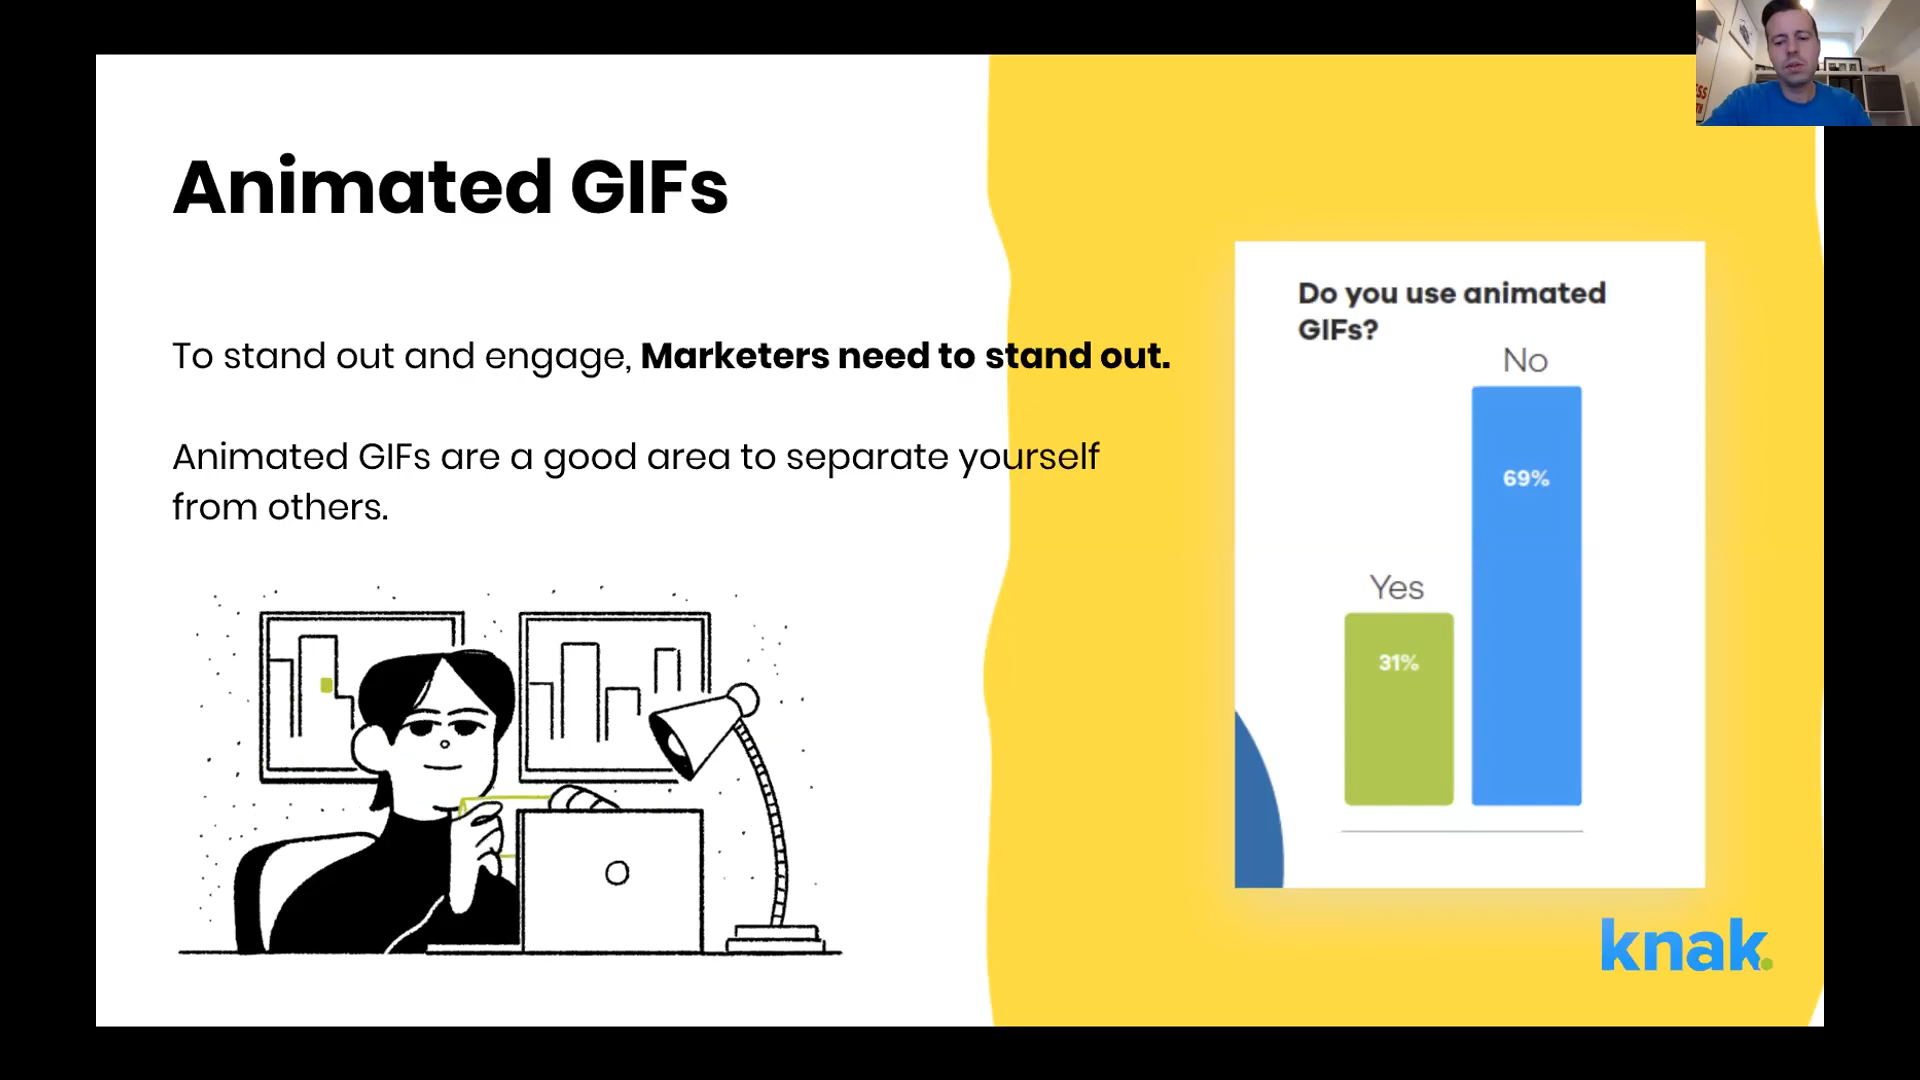 Animated GIFs
To stand out and engage, Marketers need to stand out.
Animated GIFs are a good area to separate yourself
from others.
Do you use animated
GIFs?
No
69%
Yes
31%
knak.